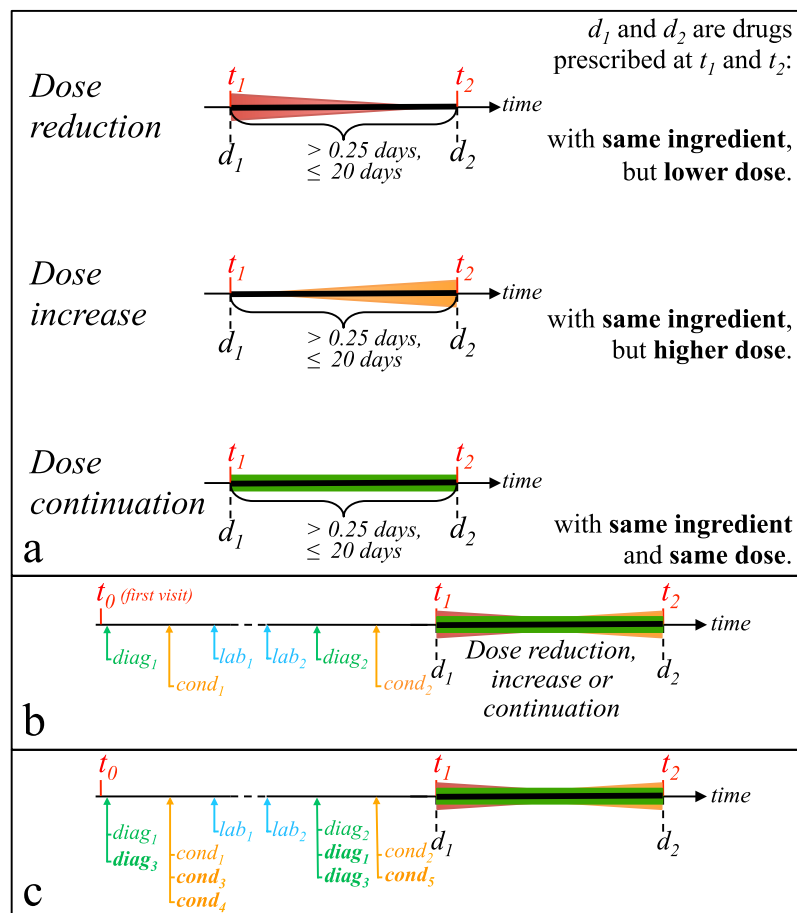 d1 and d2 are drugs
prescribed at t1 and t2:
Dose
reduction
t1
t2
time
d1
> 0.25 days,
≤ 20 days
d2
with same ingredient,
but lower dose.
Dose
increase
t1
t2
time
d1
> 0.25 days,
≤ 20 days
d2
with same ingredient,
but higher dose.
Dose
continuation
t1
t2
time
d1
> 0.25 days,
≤ 20 days
d2
with same ingredient
and same dose.
a
t0 (first visit)
t1
t2
time
diag1
cond1
lab1
lab2
diag2
cond2
d1
Dose reduction,
increase or
continuation
d2
b
t0
t1
t2
time
diag1
diag3
cond1
cond3
cond4
lab1
lab2
diag2
diag1
diag3
cond2
cond5
d1
d2
c